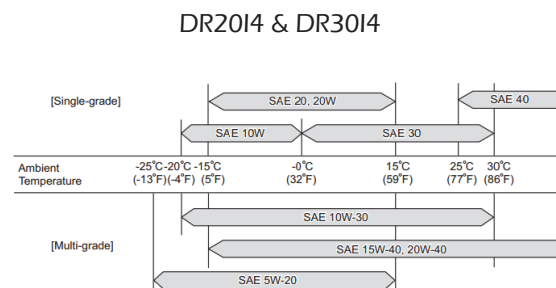 DR20I4 & DR30I4
[Single-grade]
SAE 20, 20W
SAE 40
SAE 10W
SAE 30
Ambient Temperature
-25°C -20°C -15°C -0°C 15°C 25°C 30°C
(-13°F) (-4°F) (5°F) (32°F) (59°F) (77°F) (86°F)
SAE 10W-30
[Multi-grade]
SAE 15W-40, 20W-40
SAE 5W-20